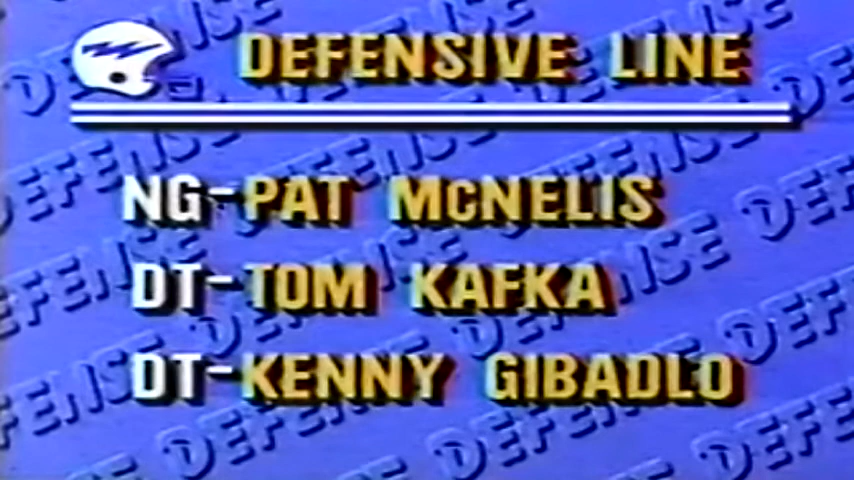 DEFENSIVE LINE
NG-PAT McNELIS
DT-TOM KAFKA
DT-KENNY GIBADLO